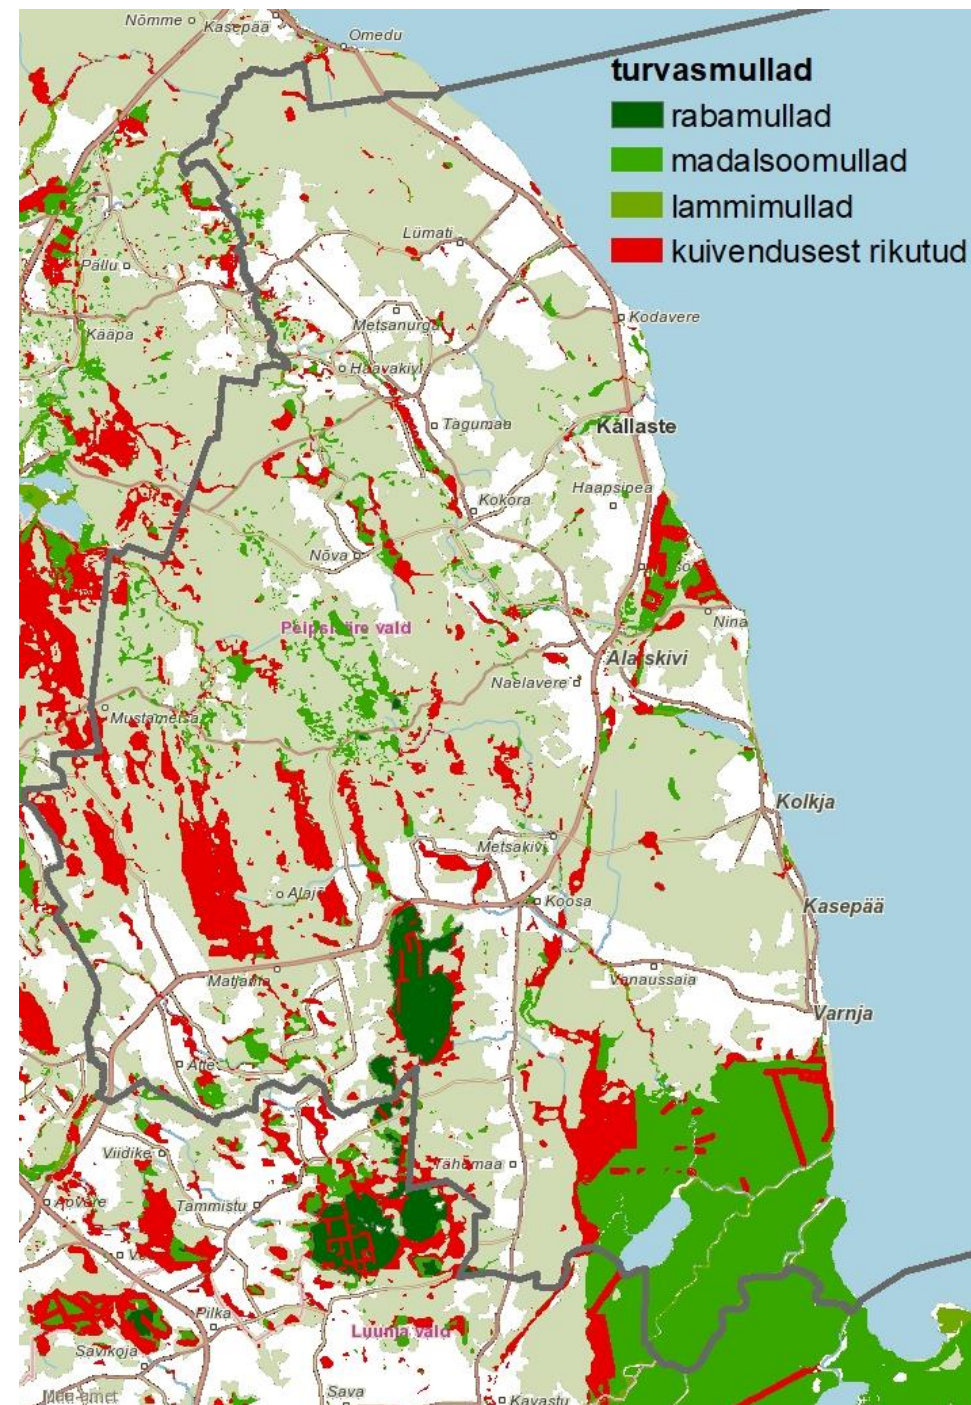 Nõmme
Kasepää
Omedu
turvasmullad
rabamullad
madalsoomullad
lammimullad
kuivendusest rikutud
Lümati
Pällu
Kodavere
Metsanurga
Kääpa
Haavakivi
Tagumaa
Kallaste
Haapsipea
Kokora
Nõva
Nina
Peipsiääre vald
Alatskivi
Naelavere
Mustametsa
Kolkja
Metsakivi
Koosa
Kasepää
Matjama
Vanaussaia
Varnja
Viidike
Tähemaa
Tammistu
Pilka
Luunja vald
Savikoja
Sava
Kavastu